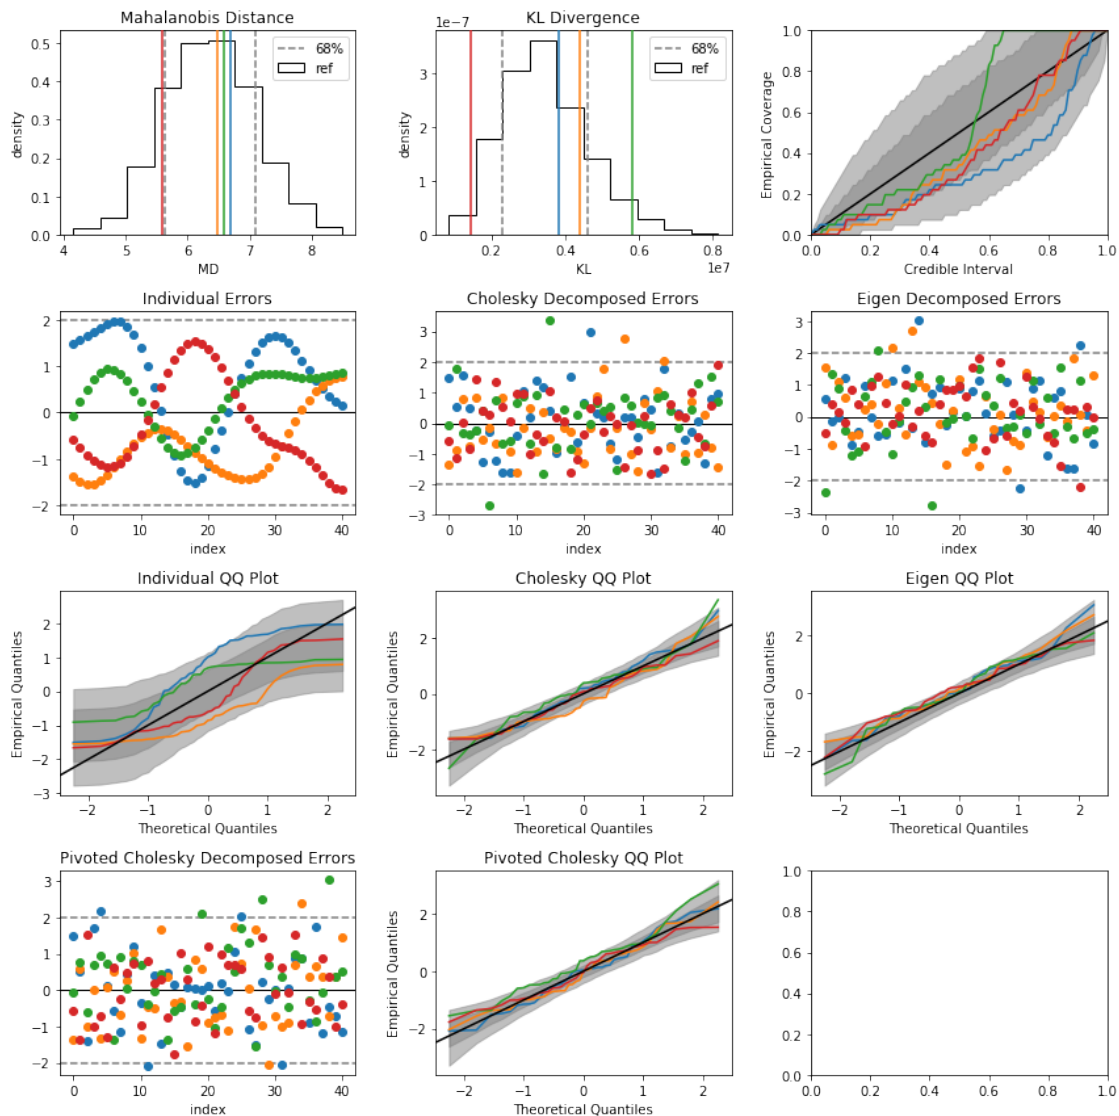 Mahalanobis Distance
0.5
0.4
0.3
0.2
0.1
0.0
density
68%
ref
4 5 6 7 8
MD
KL Divergence
1e−7
3
2
1
0
density
68%
ref
0.2 0.4 0.6 0.8
KL
1e7
1.0
0.8
0.6
0.4
0.2
0.0
Empirical Coverage
0.0 0.2 0.4 0.6 0.8 1.0
Credible Interval
Individual Errors
2
1
0
−1
−2
0 10 20 30 40
index
Cholesky Decomposed Errors
3
2
1
0
−1
−2
−3
0 10 20 30 40
index
Eigen Decomposed Errors
3
2
1
0
−1
−2
−3
0 10 20 30 40
index
Individual QQ Plot
2
1
0
−1
−2
−3
Empirical Quantiles
−2 −1 0 1 2
Theoretical Quantiles
Cholesky QQ Plot
2
0
−2
Empirical Quantiles
−2 −1 0 1 2
Theoretical Quantiles
Eigen QQ Plot
2
0
−2
Empirical Quantiles
−2 −1 0 1 2
Theoretical Quantiles
Pivoted Cholesky Decomposed Errors
3
2
1
0
−1
−2
0 10 20 30 40
index
Pivoted Cholesky QQ Plot
2
0
−2
Empirical Quantiles
−2 −1 0 1 2
Theoretical Quantiles
1.0
0.8
0.6
0.4
0.2
0.0
0.0 0.2 0.4 0.6 0.8 1.0